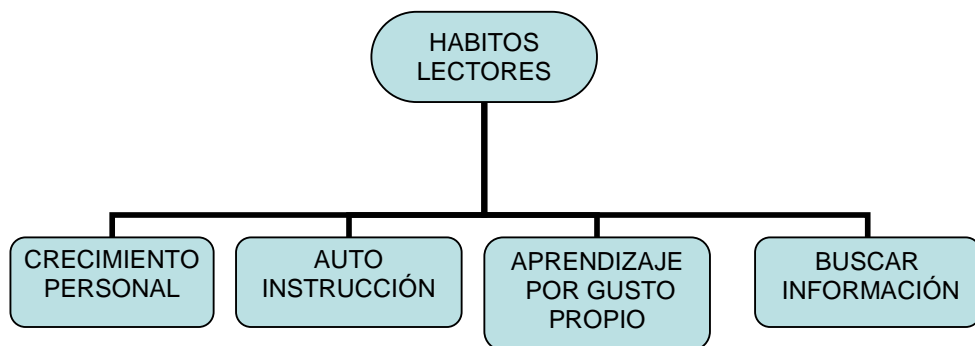 HABITOS
LECTORES
CRECIMIENTO
PERSONAL
AUTO
INSTRUCCIÓN
APRENDIZAJE
POR GUSTO
PROPIO
BUSCAR
INFORMACIÓN